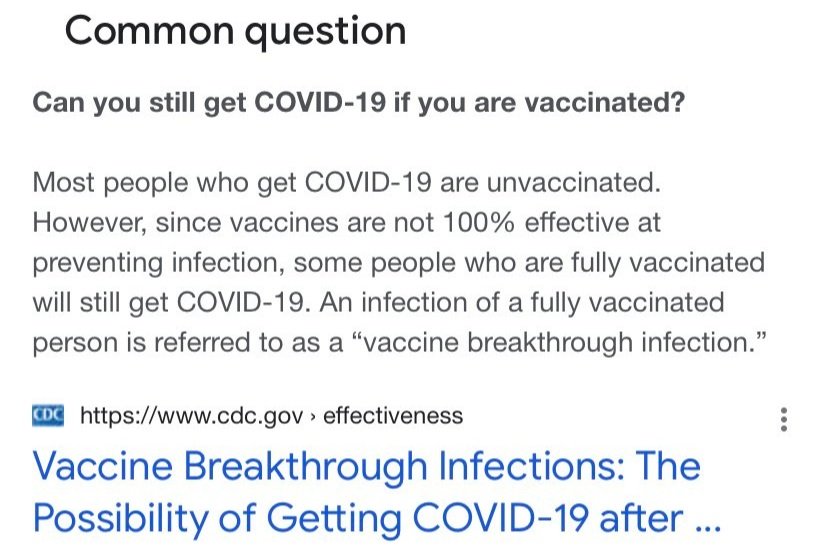 Common question
Can you still get COVID-19 if you are vaccinated?
Most people who get COVID-19 are unvaccinated.
However, since vaccines are not 100% effective at
preventing infection, some people who are fully vaccinated
will still get COVID-19. An infection of a fully vaccinated
person is referred to as a “vaccine breakthrough infection.”
CDC https://www.cdc.gov › effectiveness
Vaccine Breakthrough Infections: The
Possibility of Getting COVID-19 after ...